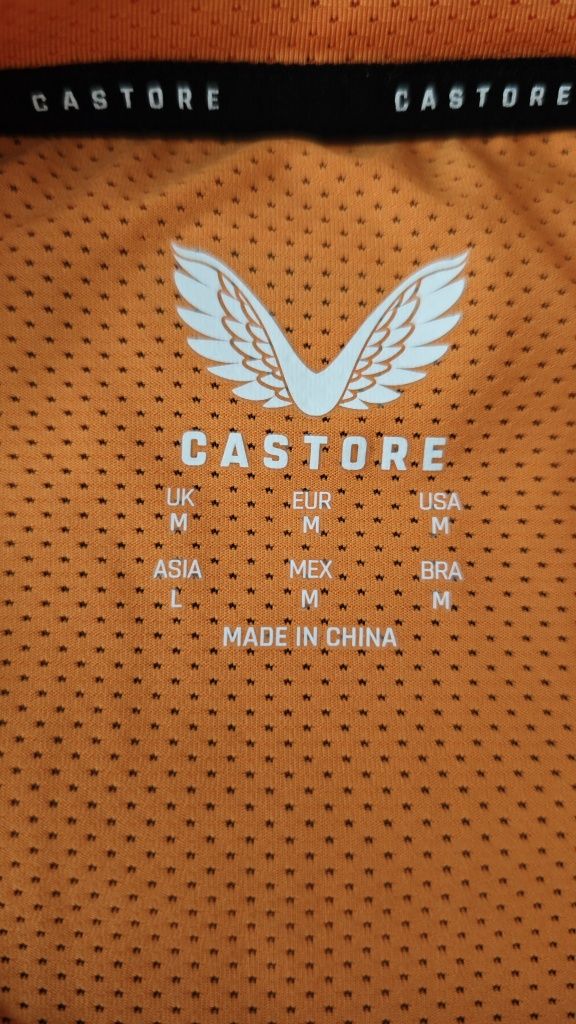 CASTORE CASTORE
CASTORE
UK EUR USA
M M M
ASIA MEX BRA
L M M
MADE IN CHINA